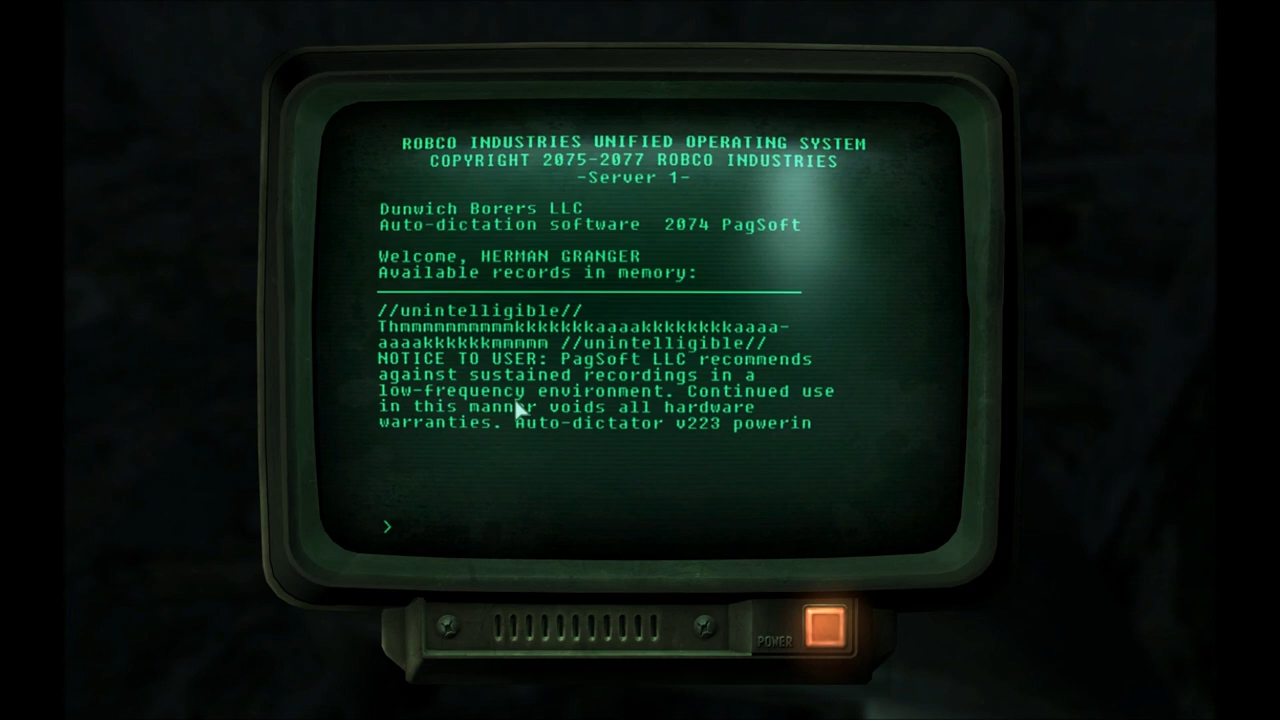 ROBCO INDUSTRIES UNIFIED OPERATING SYSTEM
COPYRIGHT 2075-2077 ROBCO INDUSTRIES
-Server 1-
Dunwich Borers LLC
Auto-dictation software  2074 PagSoft
Welcome, HERMAN GRANGER
Available records in memory:
//unintelligible//
Thmmmmmmmmmmkkkkkkkaaaakkkkkkkkaaaa-
aaaakkkkkkmmmmm //unintelligible//
NOTICE TO USER: PagSoft LLC recommends
against sustained recordings in a
low-frequency environment. Continued use
in this manner voids all hardware
warranties. Auto-dictator v223 powerin
>
POWER